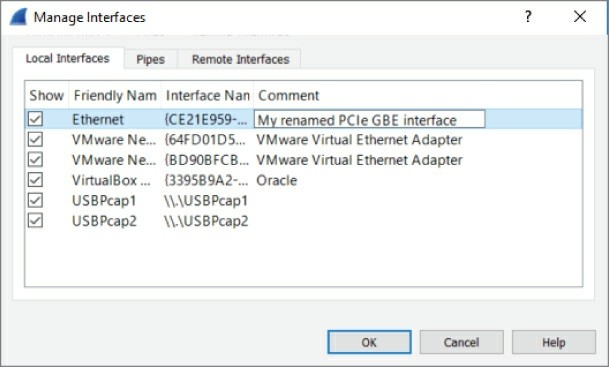 Manage Interfaces
Local Interfaces Pipes Remote Interfaces
Show Friendly Nam Interface Nan Comment
Ethernet {CE21E959-... My renamed PCIe GBE interface
VMware Ne... {64FD01D5... VMware Virtual Ethernet Adapter
VMware Ne... {BD90BFCB... VMware Virtual Ethernet Adapter
VirtualBox ... {3395B9A2-... Oracle
USBPcap1 \\.\USBPcap1
USBPcap2 \\.\USBPcap2
OK Cancel Help